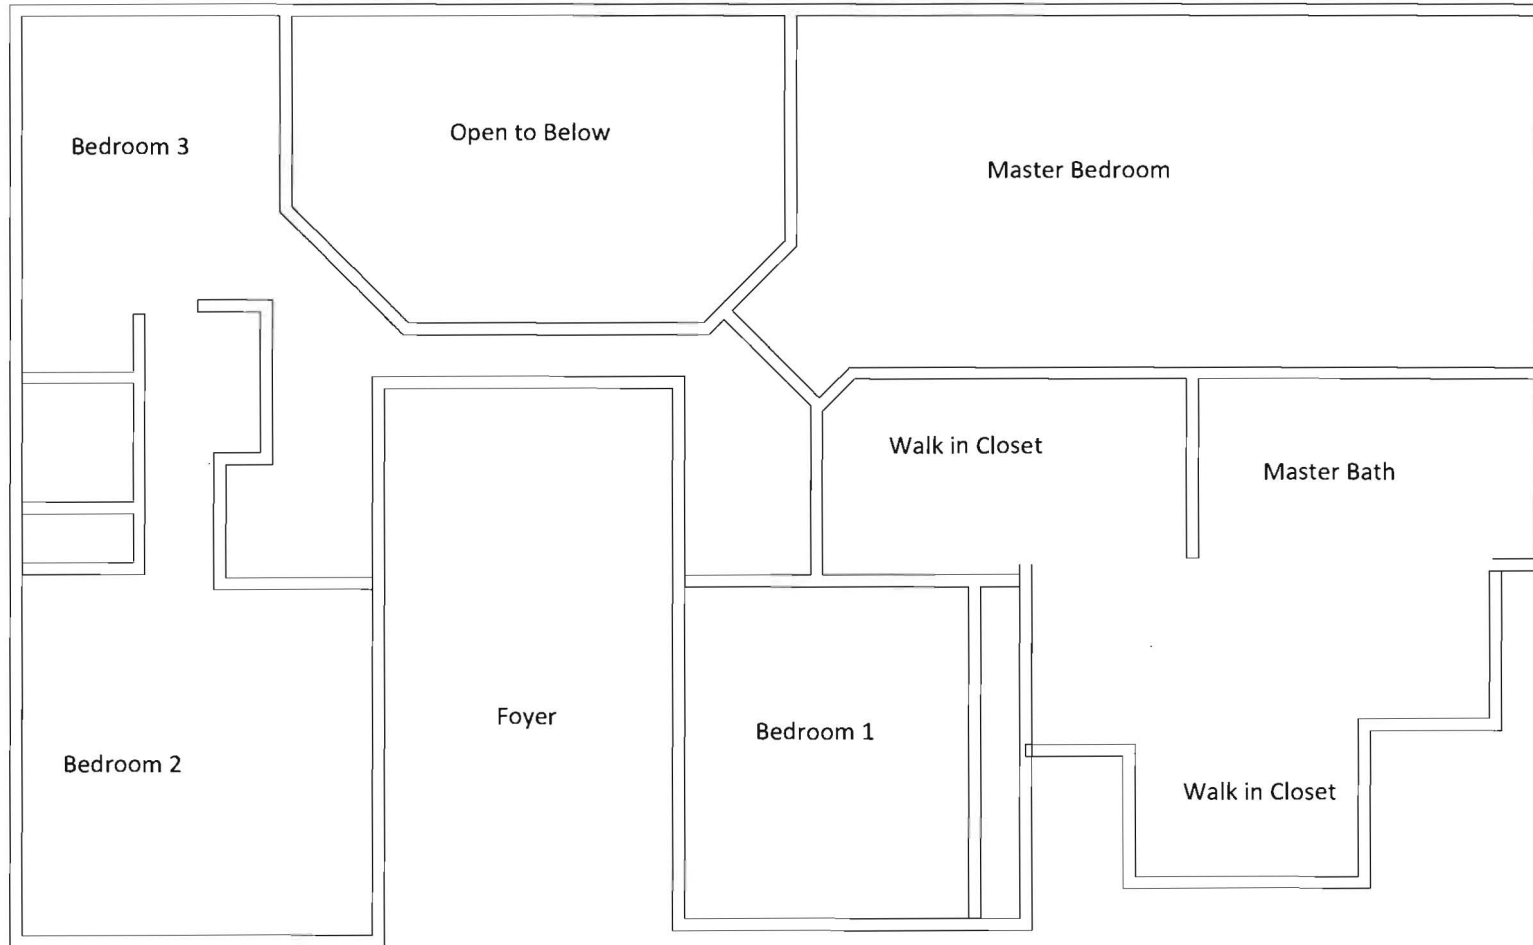 Bedroom 3
Open to Below
Master Bedroom
Walk in Closet
Master Bath
Foyer
Bedroom 1
Bedroom 2
Walk in Closet